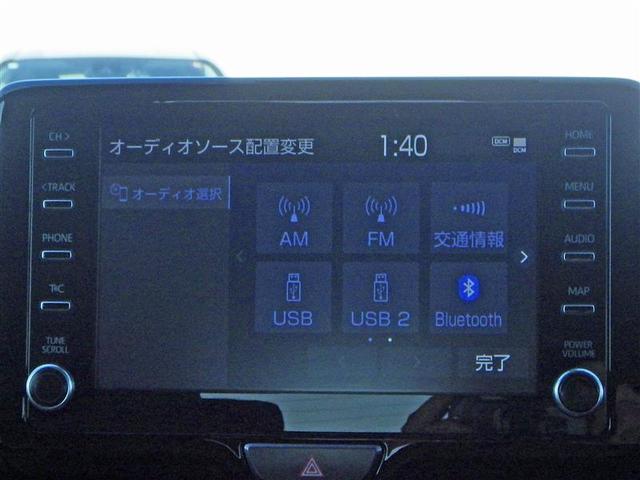 CH >
< TRACK
PHONE
T&C
TUNE
SCROLL
オーディオソース配置変更
1:40
DCM
DCM
オーディオ選択
AM
FM
交通情報
USB
USB 2
Bluetooth
完了
HOME
MENU
AUDIO
MAP
POWER
VOLUME